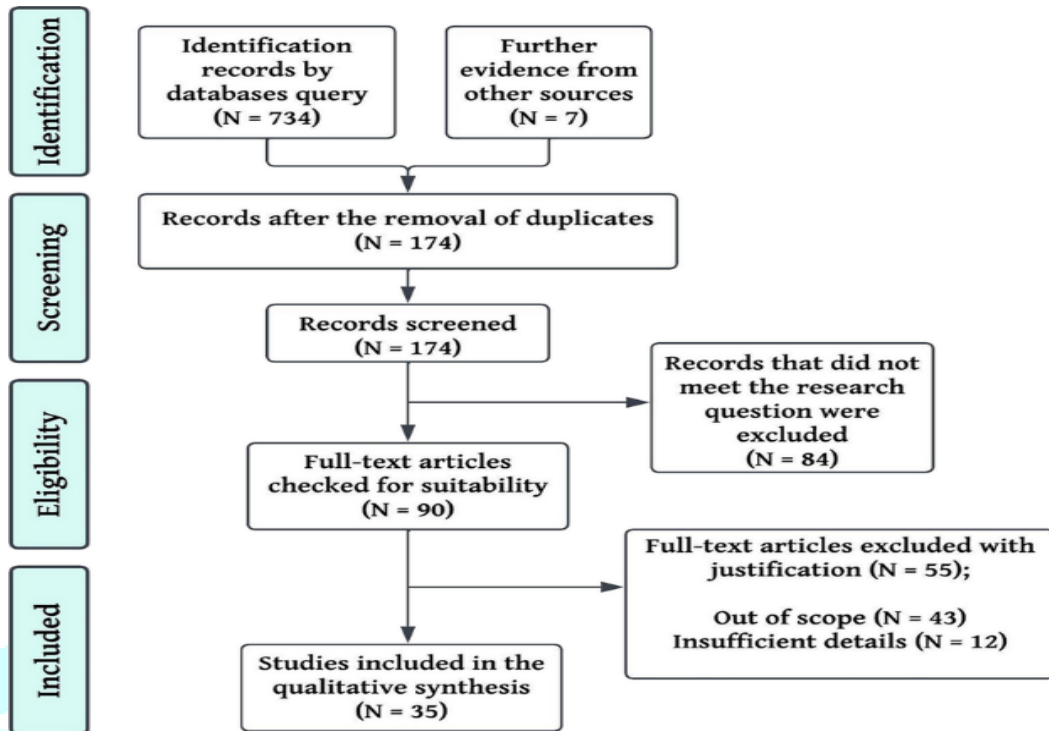 Identification
Identification
records by
databases query
(N = 734)
Further
evidence from
other sources
(N = 7)
Screening
Records after the removal of duplicates
(N = 174)
Records screened
(N = 174)
Records that did not
meet the research
question were
excluded
(N = 84)
Eligibility
Full-text articles
checked for suitability
(N = 90)
Full-text articles excluded with
justification (N = 55);
Out of scope (N = 43)
Insufficient details (N = 12)
Included
Studies included in the
qualitative synthesis
(N = 35)